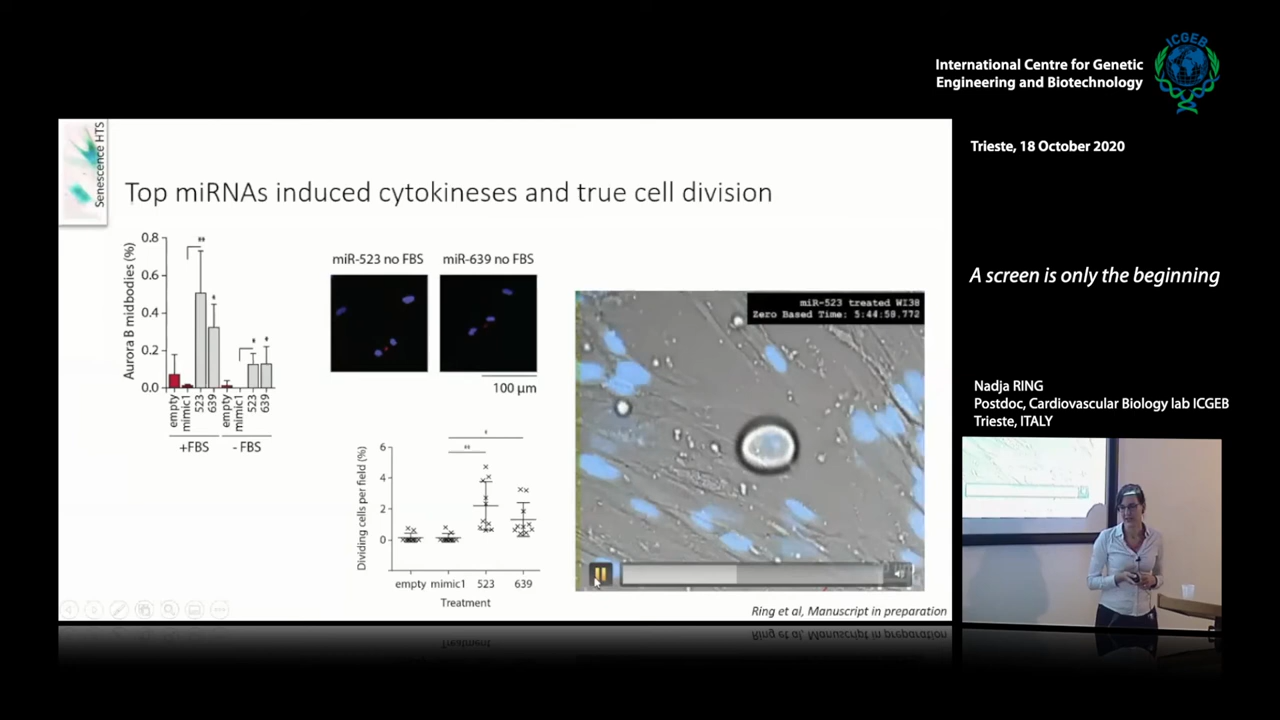 ICGEB
International Centre for Genetic
Engineering and Biotechnology
Trieste, 18 October 2020
A screen is only the beginning
Nadja RING
Postdoc, Cardiovascular Biology lab ICGEB
Trieste, ITALY
Senescence HTS
Top miRNAs induced cytokineses and true cell division
Aurora B midbodies (%)
0.8
0.6
0.4
0.2
0.0
**
*
*
*
empty
mimic1
523
639
empty
mimic1
523
639
+FBS
- FBS
miR-523 no FBS
miR-639 no FBS
100 µm
Dividing cells per field (%)
6
4
2
0
*
**
empty
mimic1
523
639
Treatment
miR-523 treated WI38
Zero Based Time: 5:44:59.772
Ring et al, Manuscript in preparation